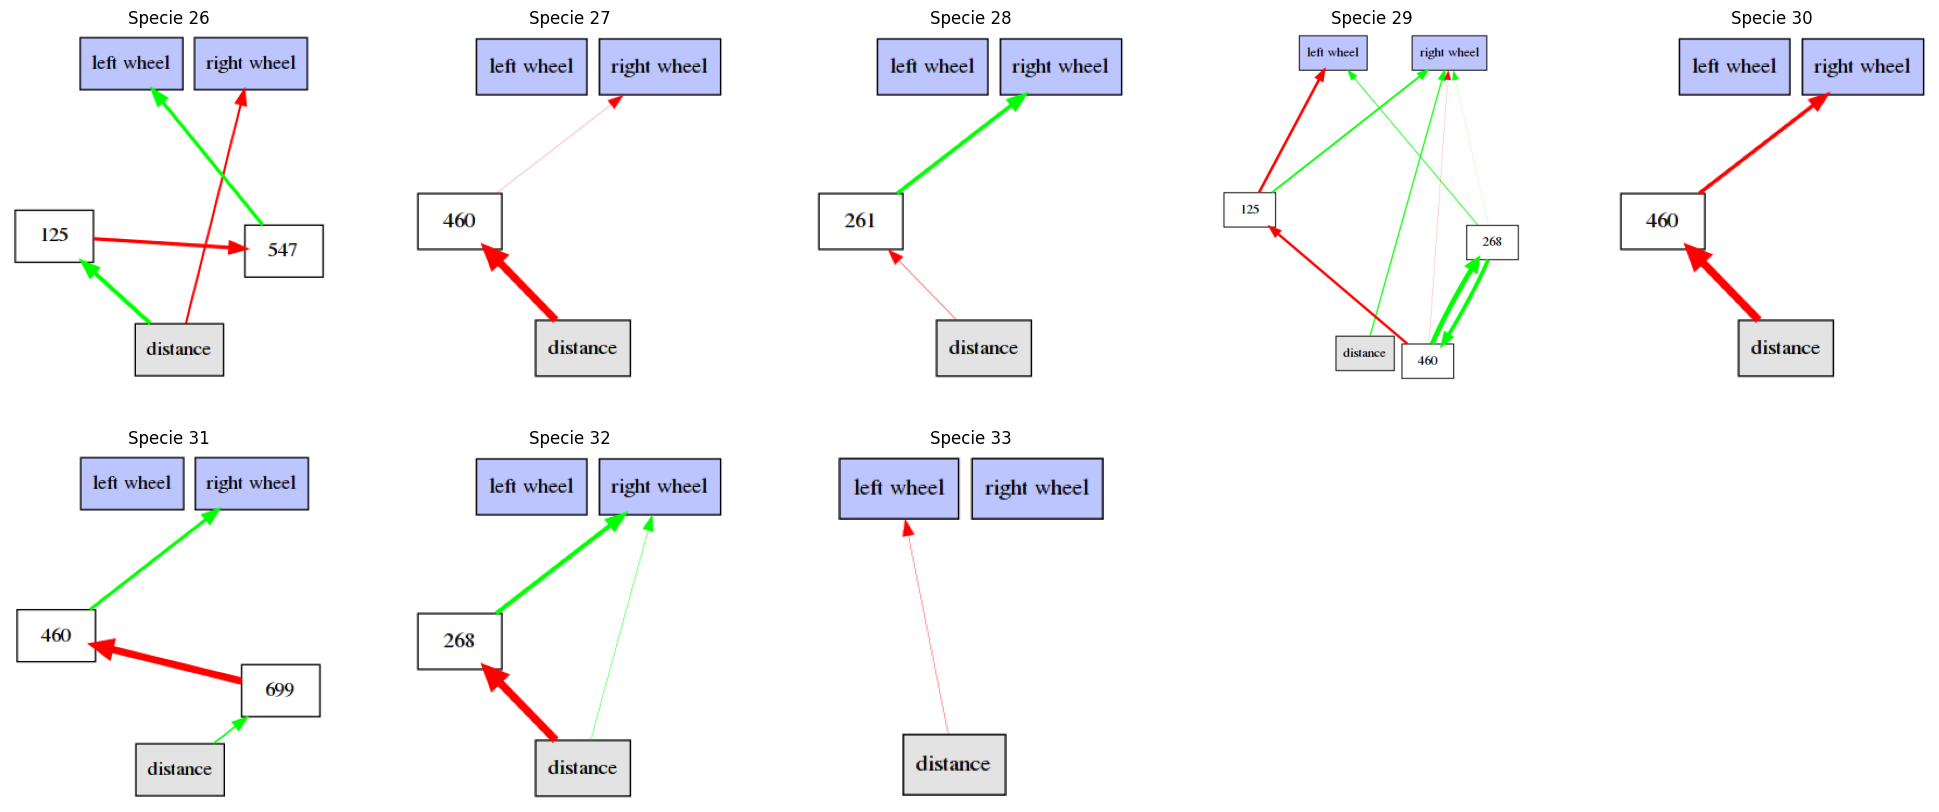 Specie 26
left wheel
right wheel
125
547
distance
Specie 27
left wheel
right wheel
460
distance
Specie 28
left wheel
right wheel
261
distance
Specie 29
left wheel
right wheel
125
268
distance
460
Specie 30
left wheel
right wheel
460
distance
Specie 31
left wheel
right wheel
460
699
distance
Specie 32
left wheel
right wheel
268
distance
Specie 33
left wheel
right wheel
distance